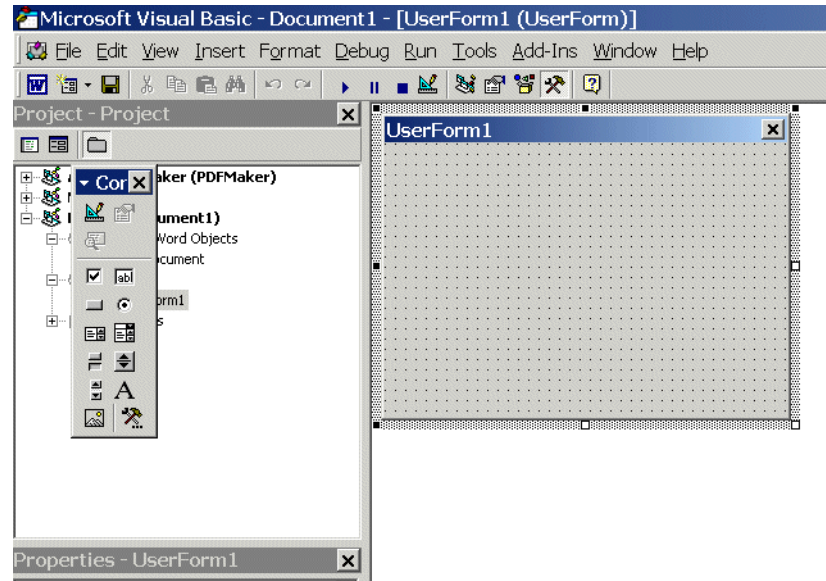 Microsoft Visual Basic - Document1 - [UserForm1 (UserForm)]
File Edit View Insert Format Debug Run Tools Add-Ins Window Help
Project - Project
UserForm1
Cor
aker (PDFMaker)
ument1)
Word Objects
ocument
orm1
s
abl
A
Properties - UserForm1